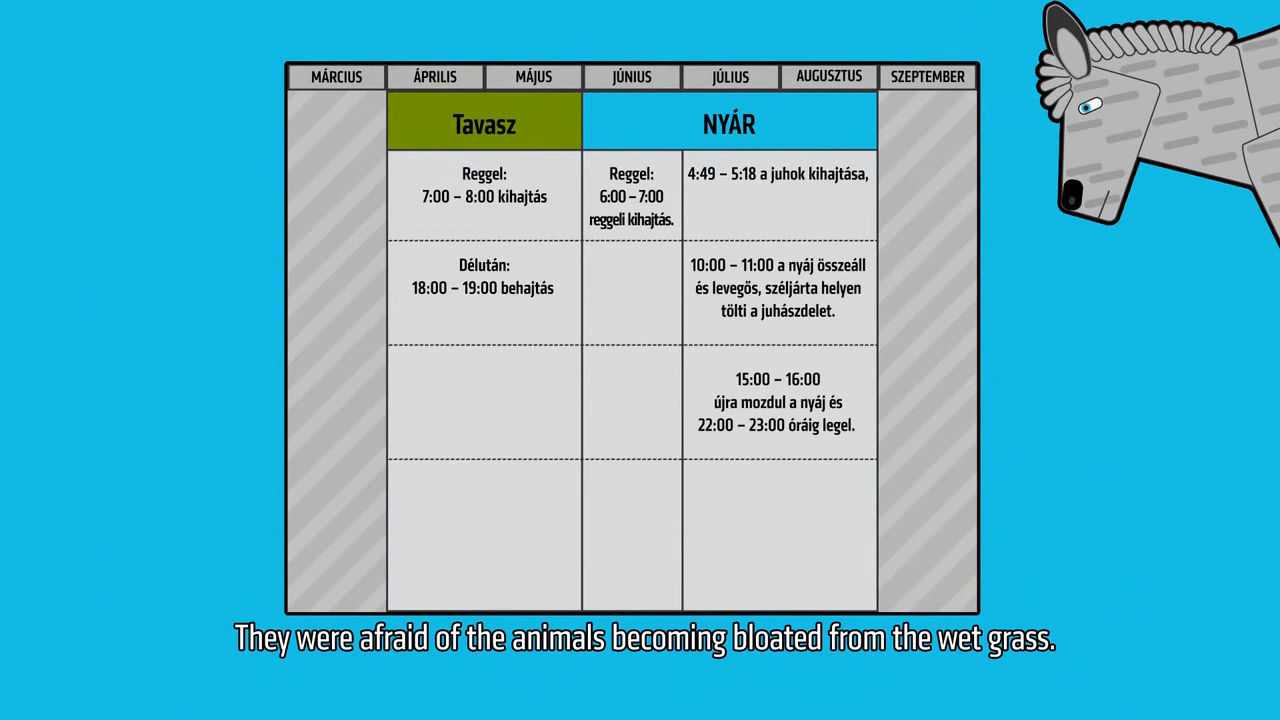 MÁRCIUS
ÁPRILIS
MÁJUS
JÚNIUS
JÚLIUS
AUGUSZTUS
SZEPTEMBER
Tavasz
NYÁR
Reggel:
7:00 – 8:00 kihajtás
Reggel:
6:00 – 7:00
reggeli kihajtás.
4:49 – 5:18 a juhok kihajtása,
Délután:
18:00 – 19:00 behajtás
10:00 – 11:00 a nyáj összeáll
és levegős, széljárta helyen
tölti a juhászdelet.
15:00 – 16:00
újra mozdul a nyáj és
22:00 – 23:00 óráig legel.
They were afraid of the animals becoming bloated from the wet grass.